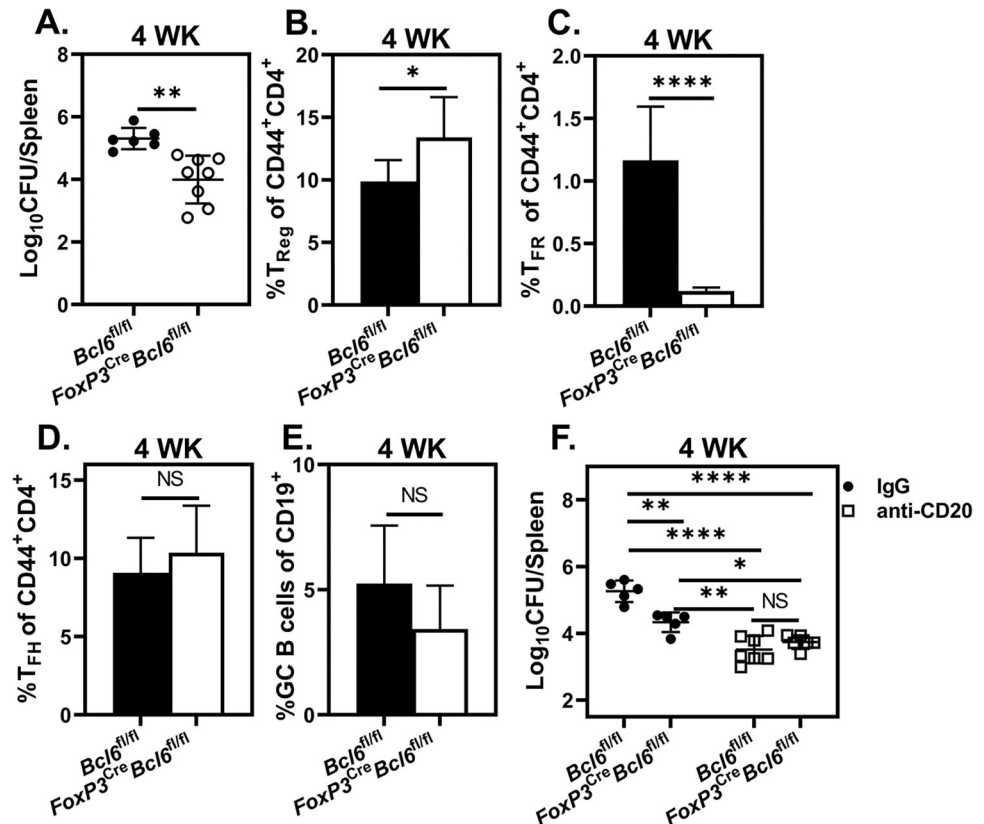 A.
4 WK
Log₁₀CFU/Spleen
8
6
4
2
0
**
Bcl6fl/fl
FoxP3CreBcl6fl/fl
B.
4 WK
%TReg of CD44+CD4+
20
15
10
5
0
*
Bcl6fl/fl
FoxP3CreBcl6fl/fl
C.
4 WK
%TFR of CD44+CD4+
2.0
1.5
1.0
0.5
0.0
****
Bcl6fl/fl
FoxP3CreBcl6fl/fl
D.
4 WK
%TFH of CD44+CD4+
15
10
5
0
NS
Bcl6fl/fl
FoxP3CreBcl6fl/fl
E.
4 WK
%GC B cells of CD19+
10
5
0
NS
Bcl6fl/fl
FoxP3CreBcl6fl/fl
F.
4 WK
Log₁₀CFU/Spleen
8
6
4
2
****
**
****
*
**
NS
Bcl6fl/fl
FoxP3CreBcl6fl/fl
Bcl6fl/fl
FoxP3CreBcl6fl/fl
IgG
anti-CD20